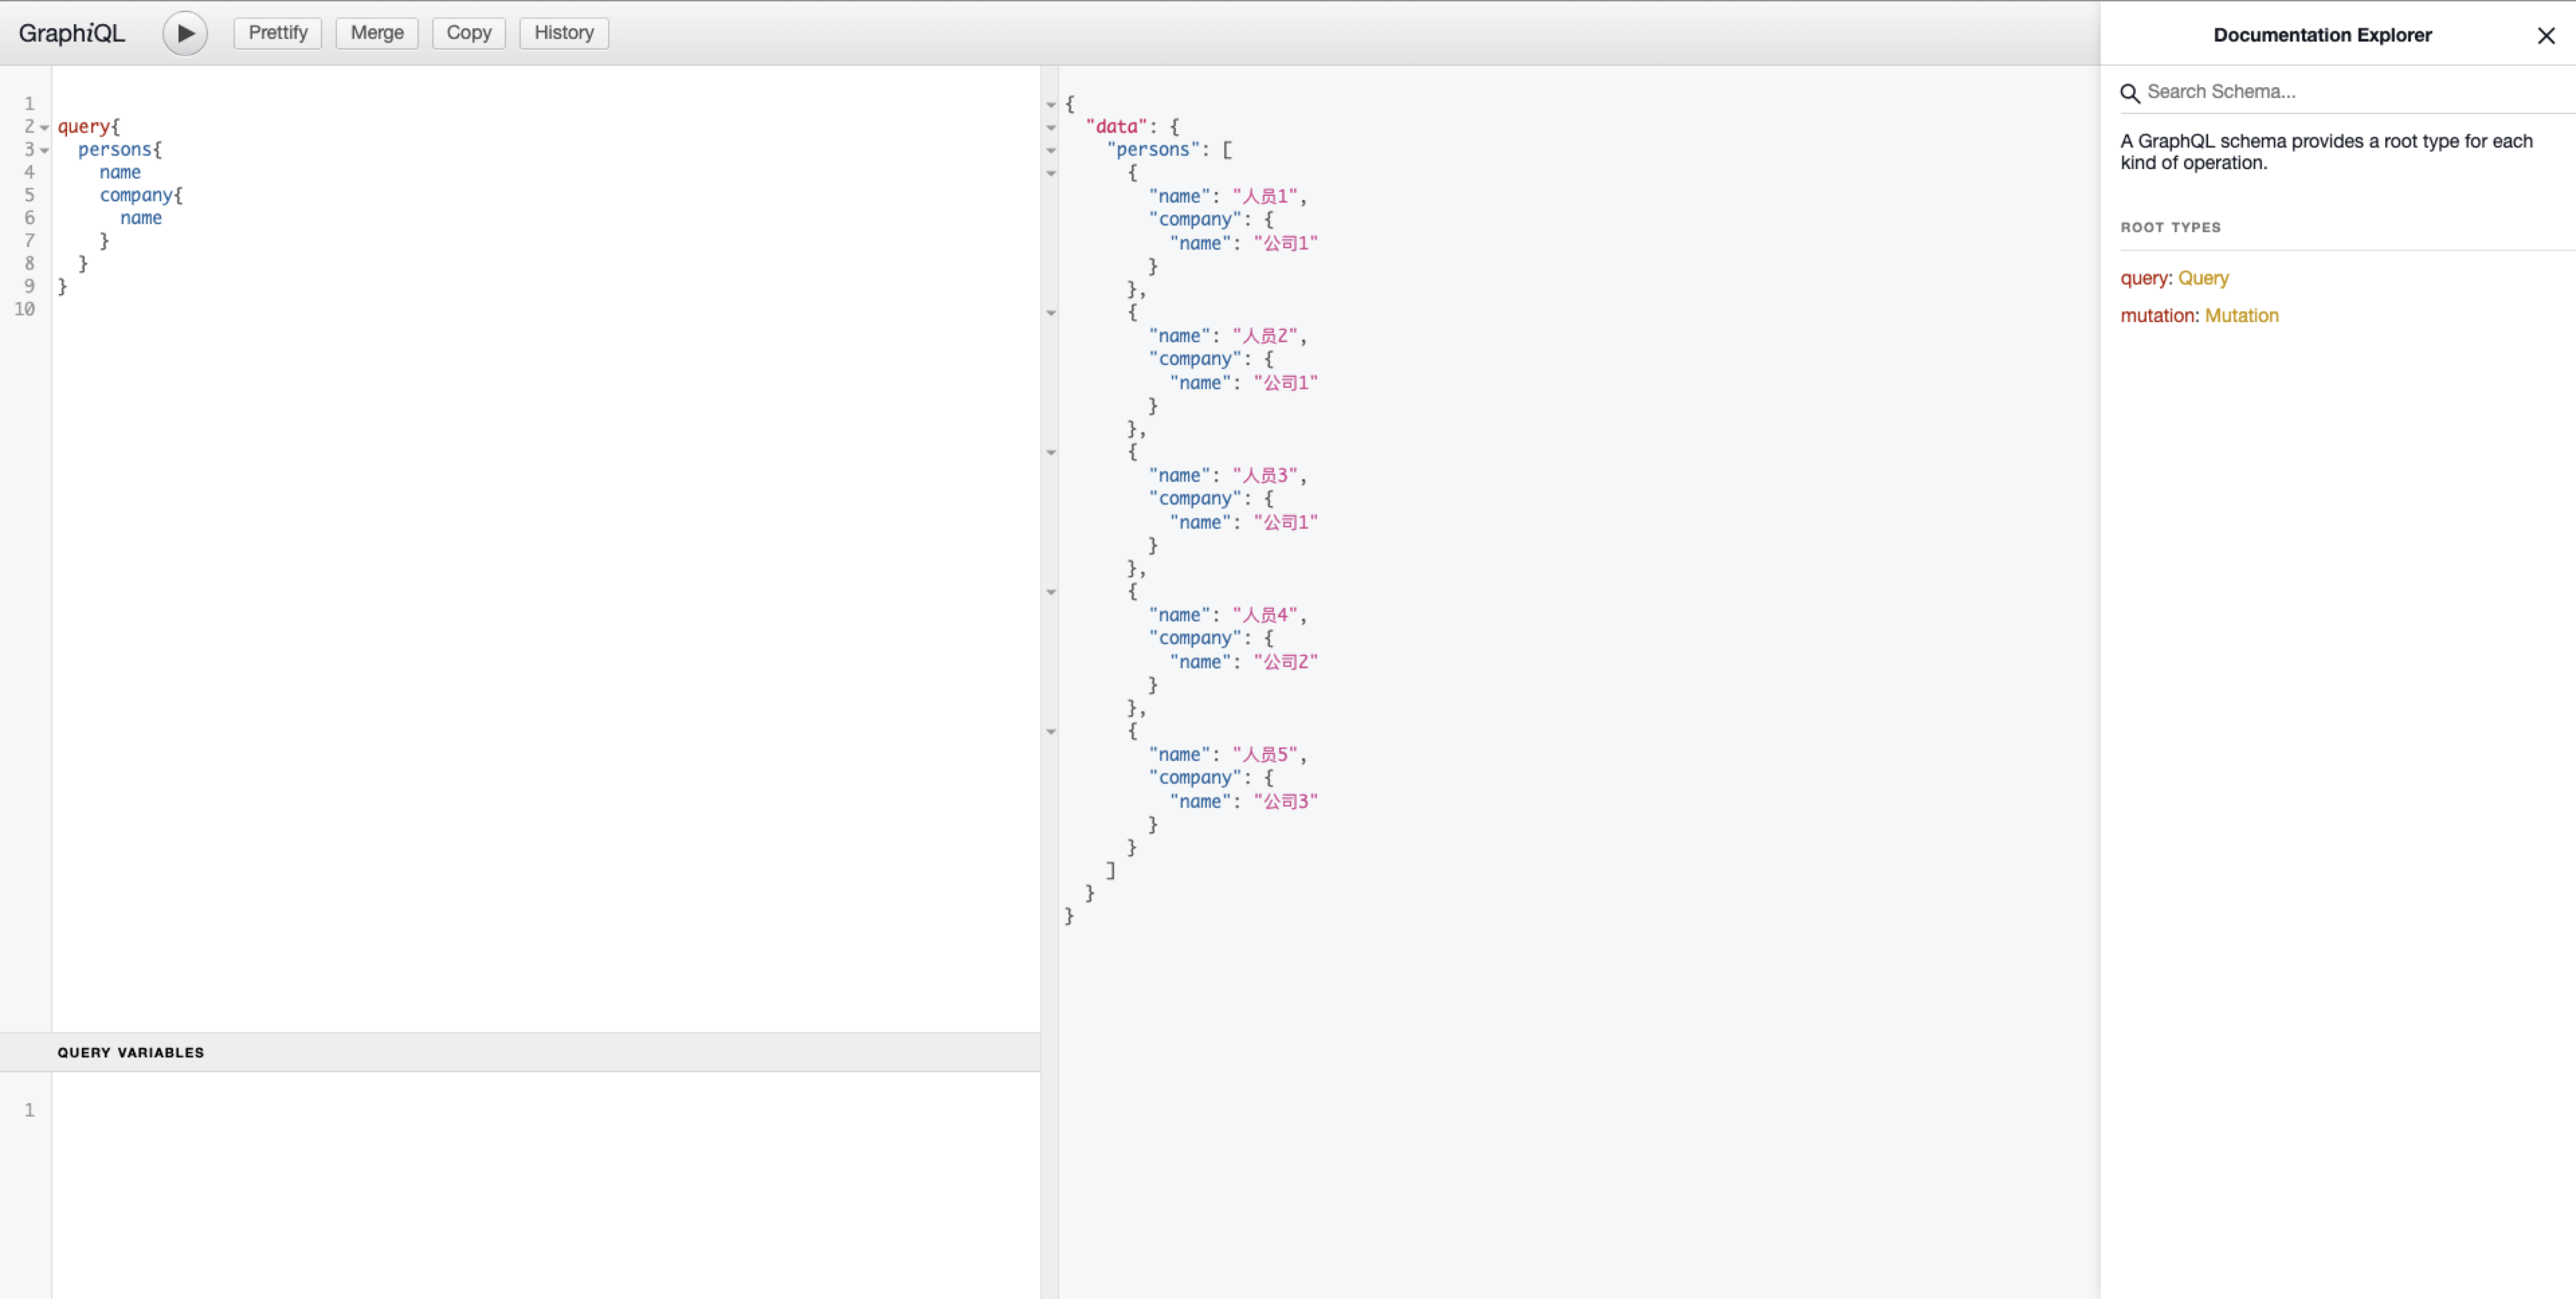 GraphiQL Prettify Merge Copy History
1
2 query{
3   persons{
4     name
5     company{
6       name
7     }
8   }
9 }
10
QUERY VARIABLES
1
{
  "data": {
    "persons": [
      {
        "name": "人员1",
        "company": {
          "name": "公司1"
        }
      },
      {
        "name": "人员2",
        "company": {
          "name": "公司1"
        }
      },
      {
        "name": "人员3",
        "company": {
          "name": "公司1"
        }
      },
      {
        "name": "人员4",
        "company": {
          "name": "公司2"
        }
      },
      {
        "name": "人员5",
        "company": {
          "name": "公司3"
        }
      }
    ]
  }
}
Documentation Explorer
Search Schema...
A GraphQL schema provides a root type for each
kind of operation.
ROOT TYPES
query: Query
mutation: Mutation